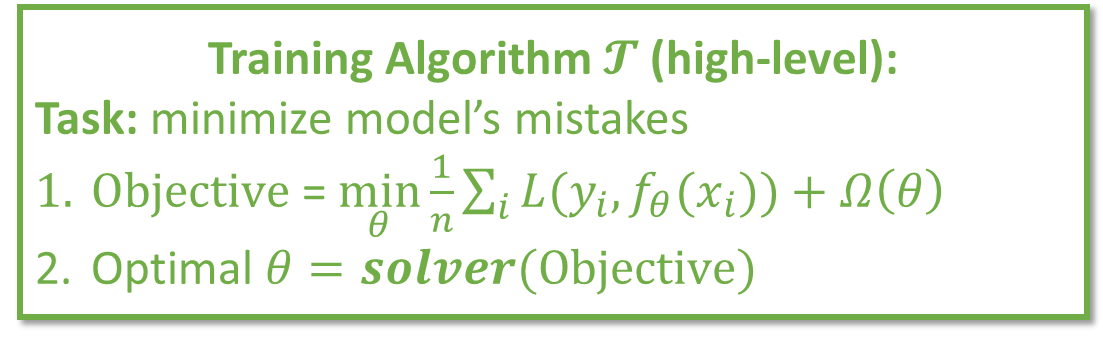 Training Algorithm 𝒯 (high-level):
Task: minimize model’s mistakes
1. Objective = min_θ 1/n ∑_i L(y_i, f_θ(x_i)) + Ω(θ)
2. Optimal θ = solver(Objective)